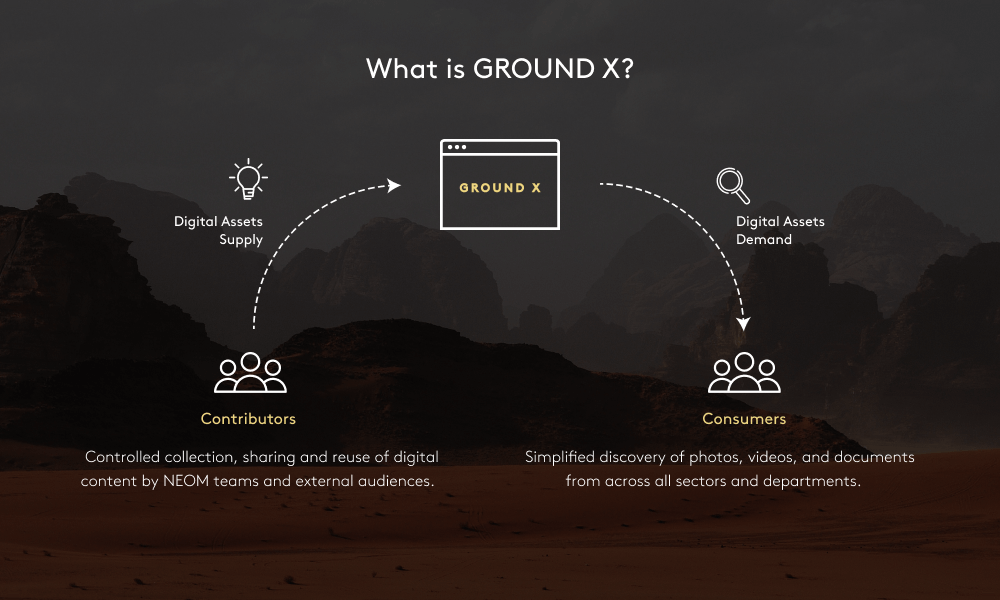 What is GROUND X?
GROUND X
Digital Assets
Supply
Digital Assets
Demand
Contributors
Controlled collection, sharing and reuse of digital
content by NEOM teams and external audiences.
Consumers
Simplified discovery of photos, videos, and documents
from across all sectors and departments.